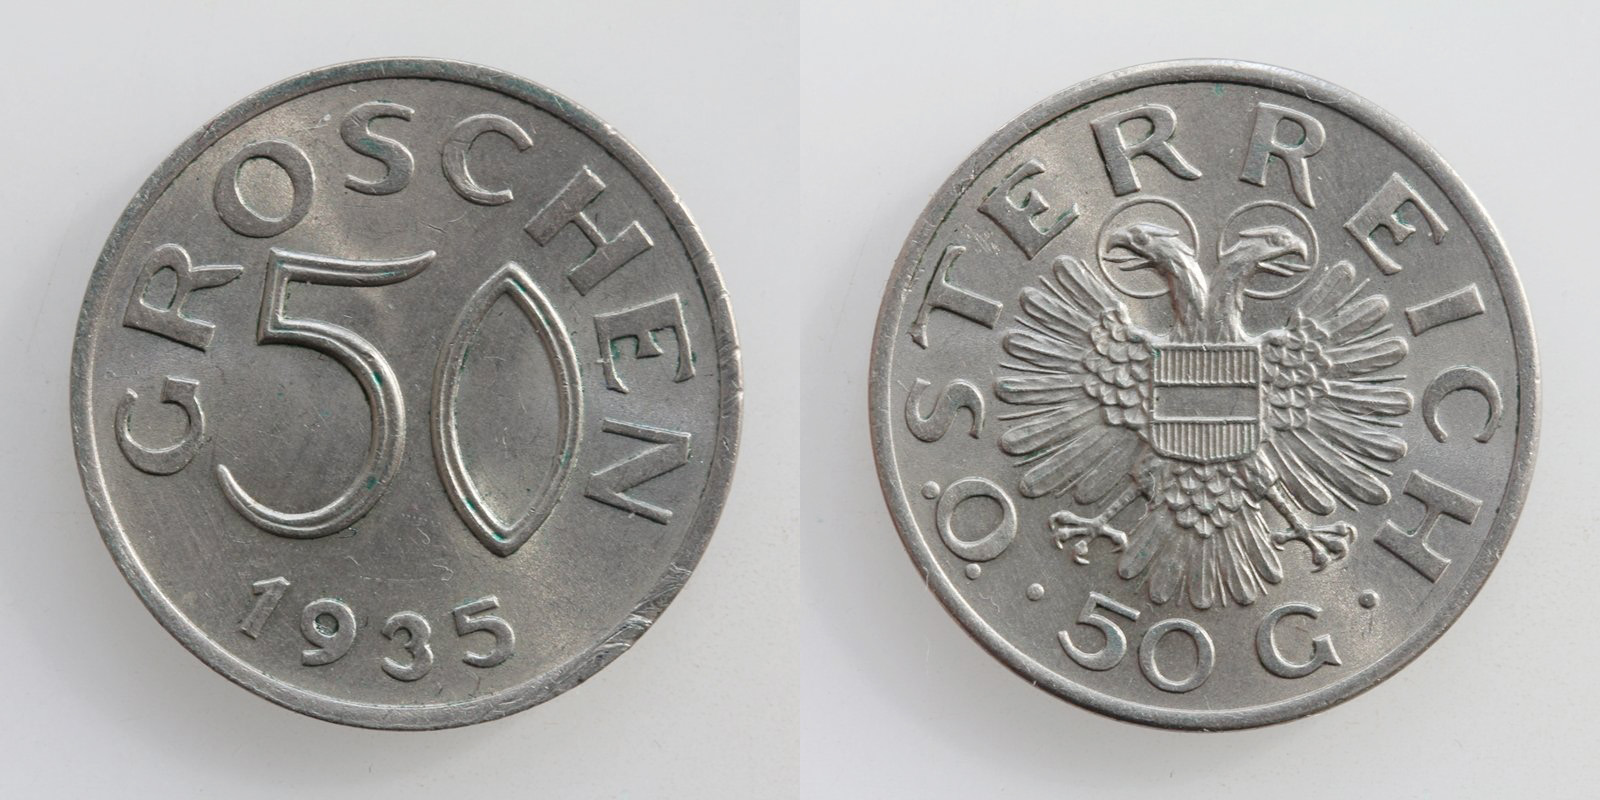 GROSCHEN
50
1935
ÖSTERREICH
· 50 G ·